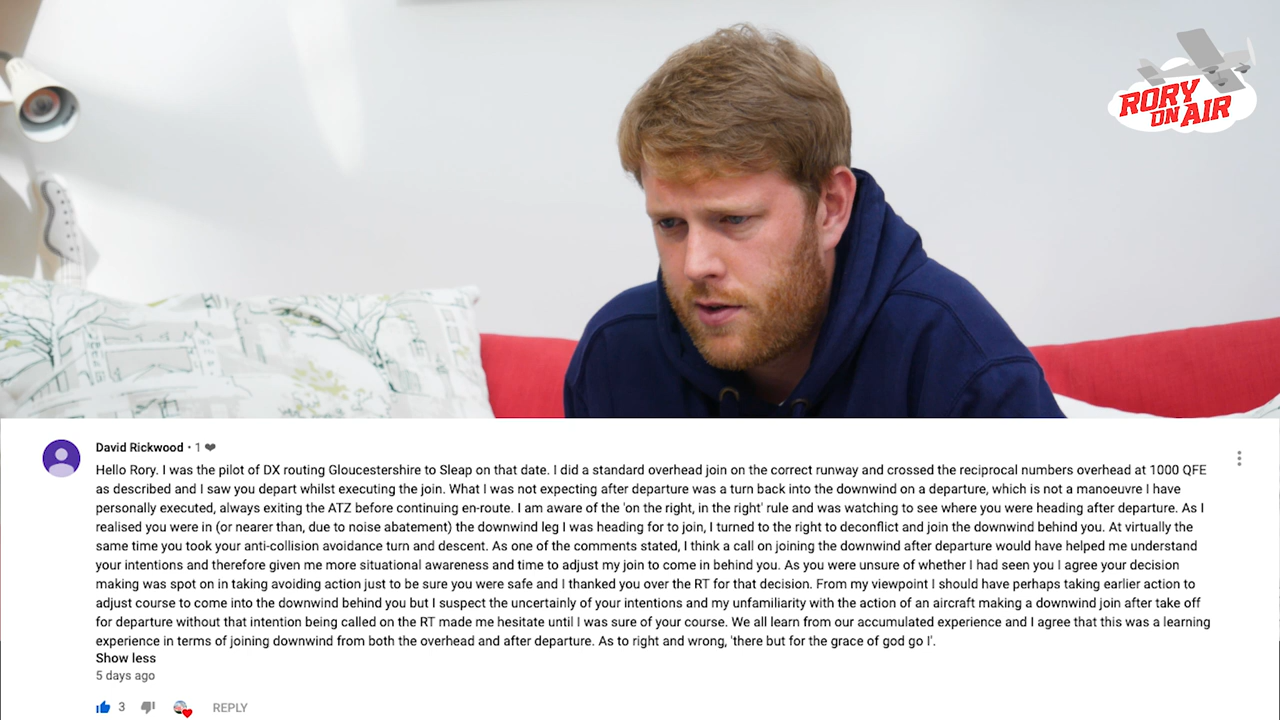 RORY
ON AIR
David Rickwood • 1 ❤
Hello Rory. I was the pilot of DX routing Gloucestershire to Sleap on that date. I did a standard overhead join on the correct runway and crossed the reciprocal numbers overhead at 1000 QFE
as described and I saw you depart whilst executing the join. What I was not expecting after departure was a turn back into the downwind on a departure, which is not a manoeuvre I have
personally executed, always exiting the ATZ before continuing en-route. I am aware of the 'on the right, in the right' rule and was watching to see where you were heading after departure. As I
realised you were in (or nearer than, due to noise abatement) the downwind leg I was heading for to join, I turned to the right to deconflict and join the downwind behind you. At virtually the
same time you took your anti-collision avoidance turn and descent. As one of the comments stated, I think a call on joining the downwind after departure would have helped me understand
your intentions and therefore given me more situational awareness and time to adjust my join to come in behind you. As you were unsure of whether I had seen you I agree your decision
making was spot on in taking avoiding action just to be sure you were safe and I thanked you over the RT for that decision. From my viewpoint I should have perhaps taking earlier action to
adjust course to come into the downwind behind you but I suspect the uncertainly of your intentions and my unfamiliarity with the action of an aircraft making a downwind join after take off
for departure without that intention being called on the RT made me hesitate until I was sure of your course. We all learn from our accumulated experience and I agree that this was a learning
experience in terms of joining downwind from both the overhead and after departure. As to right and wrong, 'there but for the grace of god go I'.
Show less
5 days ago
3 REPLY